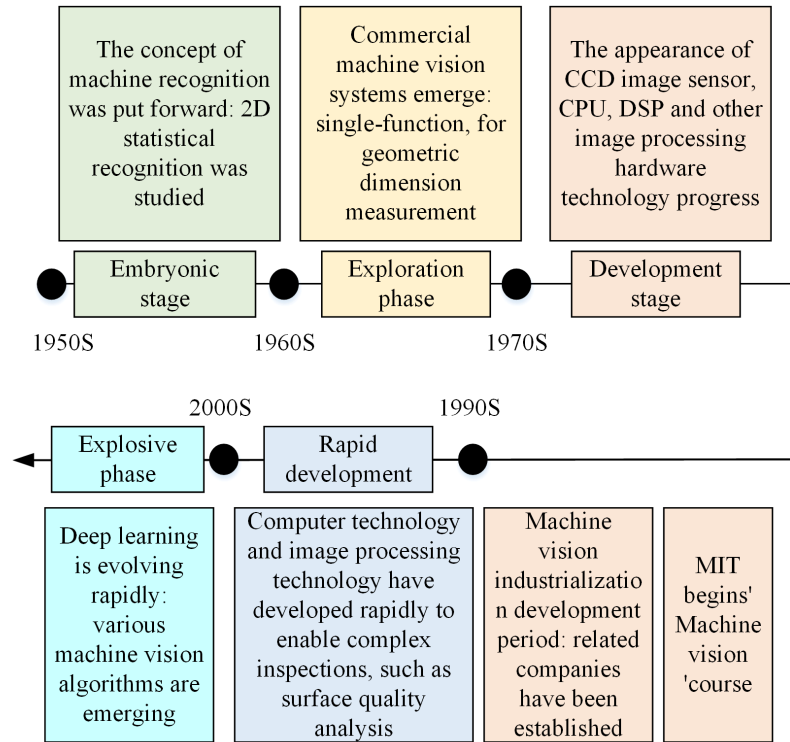 The concept of
machine recognition
was put forward: 2D
statistical
recognition was
studied
Commercial
machine vision
systems emerge:
single-function, for
geometric
dimension
measurement
The appearance of
CCD image sensor,
CPU, DSP and other
image processing
hardware
technology progress
Embryonic
stage
Exploration
phase
Development
stage
1950S
1960S
1970S
2000S
1990S
Explosive
phase
Rapid
development
Deep learning
is evolving
rapidly:
various
machine vision
algorithms are
emerging
Computer technology
and image processing
technology have
developed rapidly to
enable complex
inspections, such as
surface quality
analysis
Machine
vision
industrializatio
n development
period: related
companies
have been
established
MIT
begins'
Machine
vision
'course